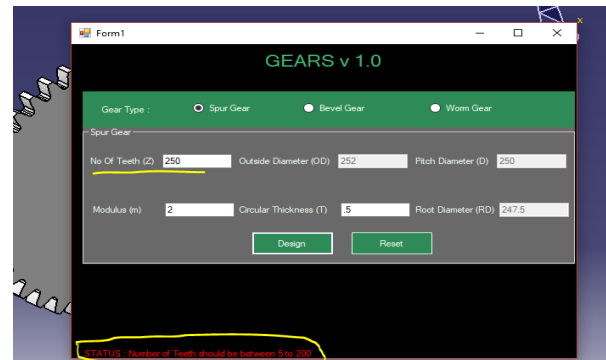 Form1
GEARS v 1.0
Gear Type : Spur Gear Bevel Gear Worm Gear
Spur Gear
No Of Teeth (Z) 250 Outside Diameter (OD) 252 Pitch Diameter (D) 250
Modulus (m) 2 Circular Thickness (T) .5 Root Diameter (RD) 247.5
Design Reset
STATUS : Number of Teeth should be between 5 to 200
x